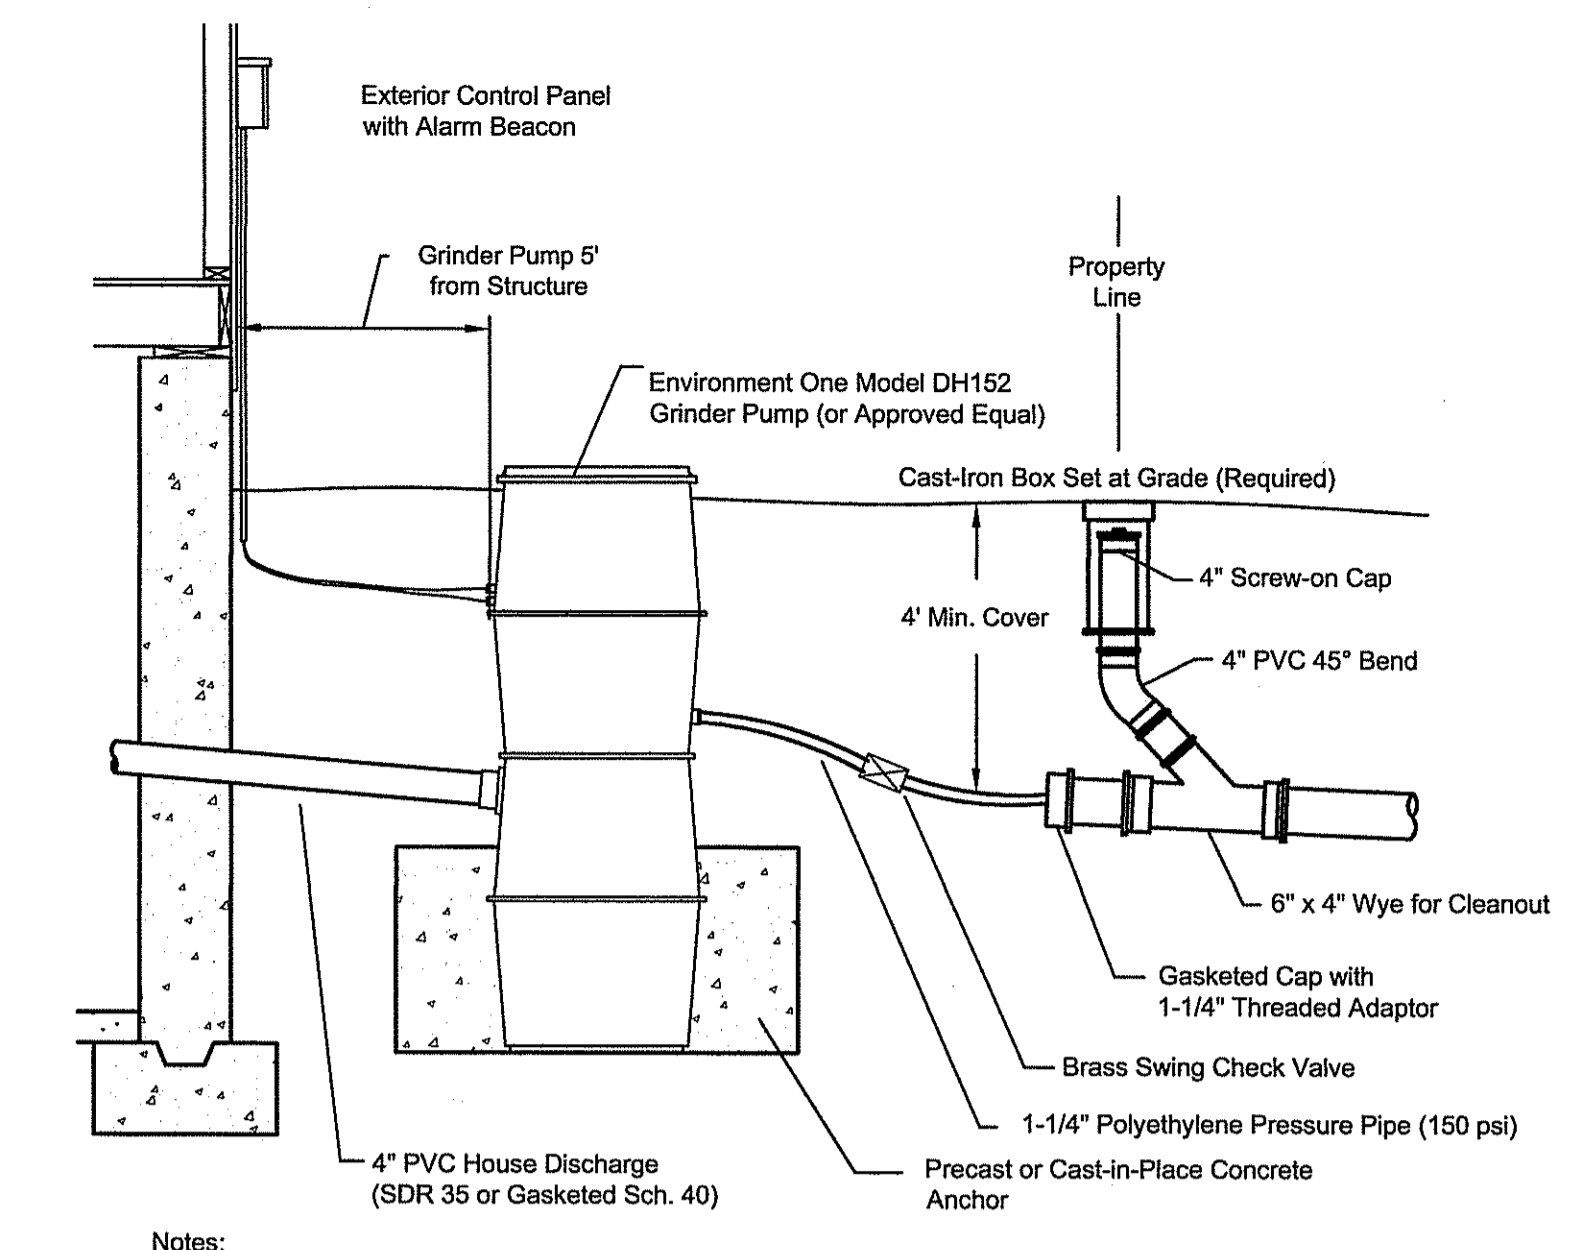 Exterior Control Panel
with Alarm Beacon
Grinder Pump 5'
from Structure
Property
Line
Environment One Model DH152
Grinder Pump (or Approved Equal)
Cast-Iron Box Set at Grade (Required)
4" Screw-on Cap
4' Min. Cover
4" PVC 45° Bend
6" x 4" Wye for Cleanout
Gasketed Cap with
1-1/4" Threaded Adaptor
Brass Swing Check Valve
1-1/4" Polyethylene Pressure Pipe (150 psi)
4" PVC House Discharge
(SDR 35 or Gasketed Sch. 40)
Precast or Cast-in-Place Concrete
Anchor
Notes: